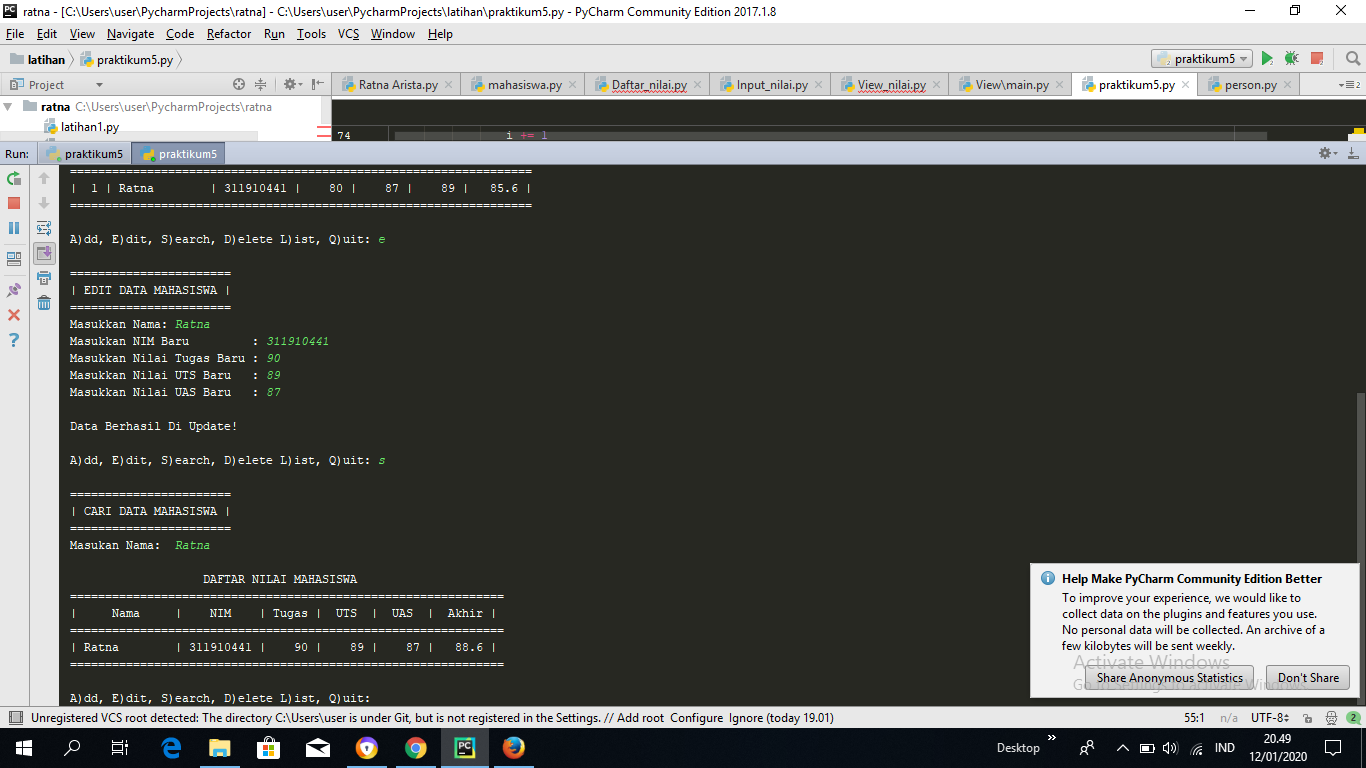 ratna - [C:\Users\user\PycharmProjects\ratna] - C:\Users\user\PycharmProjects\latihan\praktikum5.py - PyCharm Community Edition 2017.1.8
File Edit View Navigate Code Refactor Run Tools VCS Window Help
latihan praktikum5.py praktikum5
Project Ratna Arista.py mahasiswa.py Daftar_nilai.py Input_nilai.py View_nilai.py View\main.py praktikum5.py person.py 2
ratna C:\Users\user\PycharmProjects\ratna
latihan1.py
74 i += 1
Run: praktikum5 praktikum5
==================================================================
| 1 | Ratna | 311910441 | 80 | 87 | 89 | 85.6 |
==================================================================
A)dd, E)dit, S)earch, D)elete L)ist, Q)uit: e
=======================
| EDIT DATA MAHASISWA |
=======================
Masukkan Nama: Ratna
Masukkan NIM Baru : 311910441
Masukkan Nilai Tugas Baru : 90
Masukkan Nilai UTS Baru : 89
Masukkan Nilai UAS Baru : 87
Data Berhasil Di Update!
A)dd, E)dit, S)earch, D)elete L)ist, Q)uit: s
=======================
| CARI DATA MAHASISWA |
=======================
Masukan Nama: Ratna
DAFTAR NILAI MAHASISWA
==============================================================
| Nama | NIM | Tugas | UTS | UAS | Akhir |
==============================================================
| Ratna | 311910441 | 90 | 89 | 87 | 88.6 |
==============================================================
A)dd, E)dit, S)earch, D)elete L)ist, Q)uit:
Help Make PyCharm Community Edition Better
To improve your experience, we would like to
collect data on the plugins and features you use.
No personal data will be collected. An archive of a
few kilobytes will be sent weekly.
Activate Windows
Share Anonymous Statistics Don't Share
Unregistered VCS root detected: The directory C:\Users\user is under Git, but is not registered in the Settings. // Add root Configure Ignore (today 19.01) 55:1 n/a UTF-8 2
Desktop IND 20.49
12/01/2020